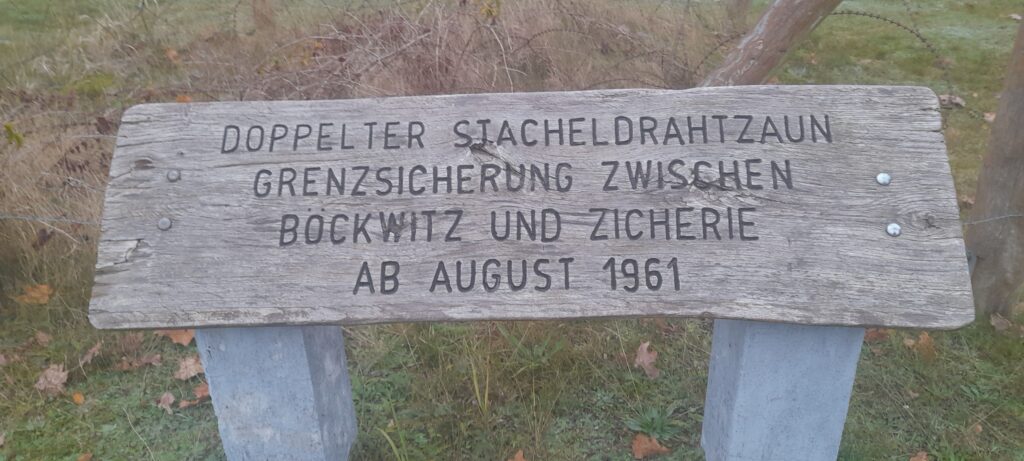 DOPPELTER STACHELDRAHTZAUN
GRENZSICHERUNG ZWISCHEN
BÖCKWITZ UND ZICHERIE
AB AUGUST 1961